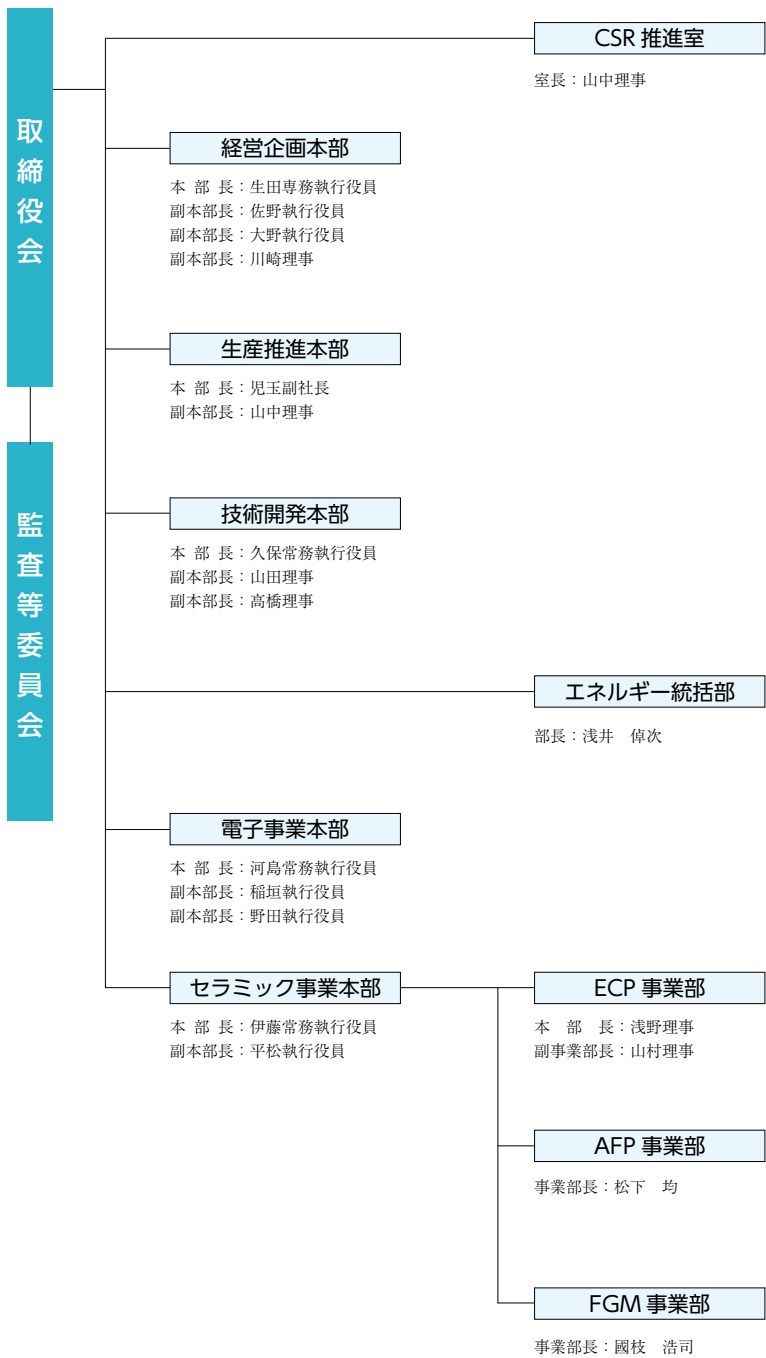 取締役会
監査等委員会
CSR 推進室
室長：山中理事
経営企画本部
本 部 長：生田専務執行役員
副本部長：佐野執行役員
副本部長：大野執行役員
副本部長：川崎理事
生産推進本部
本 部 長：児玉副社長
副本部長：山中理事
技術開発本部
本 部 長：久保常務執行役員
副本部長：山田理事
副本部長：高橋理事
エネルギー統括部
部長：浅井　倬次
電子事業本部
本 部 長：河島常務執行役員
副本部長：稲垣執行役員
副本部長：野田執行役員
セラミック事業本部
本 部 長：伊藤常務執行役員
副本部長：平松執行役員
ECP 事業部
本　部　長：浅野理事
副事業部長：山村理事
AFP 事業部
事業部長：松下　均
FGM 事業部
事業部長：國枝　浩司